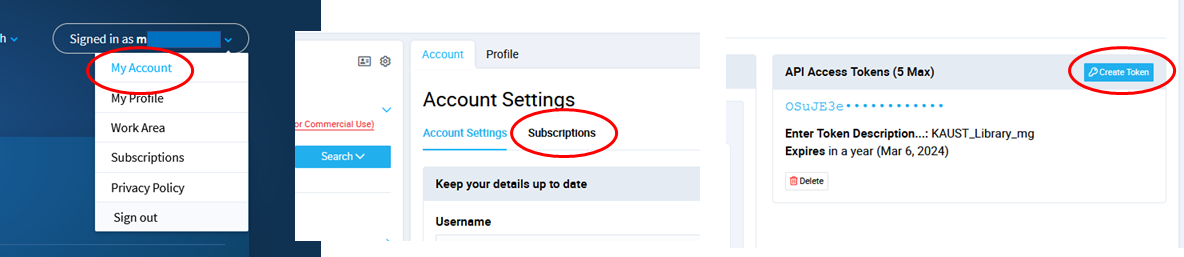 h
Signed in as m
My Account
My Profile
Work Area
Subscriptions
Privacy Policy
Sign out
or Commercial Use)
Search
Account Profile
Account Settings
Account Settings Subscriptions
Keep your details up to date
Username
API Access Tokens (5 Max)
Create Token
OSuJE3e••••••••••••
Enter Token Description...: KAUST_Library_mg
Expires in a year (Mar 6, 2024)
Delete